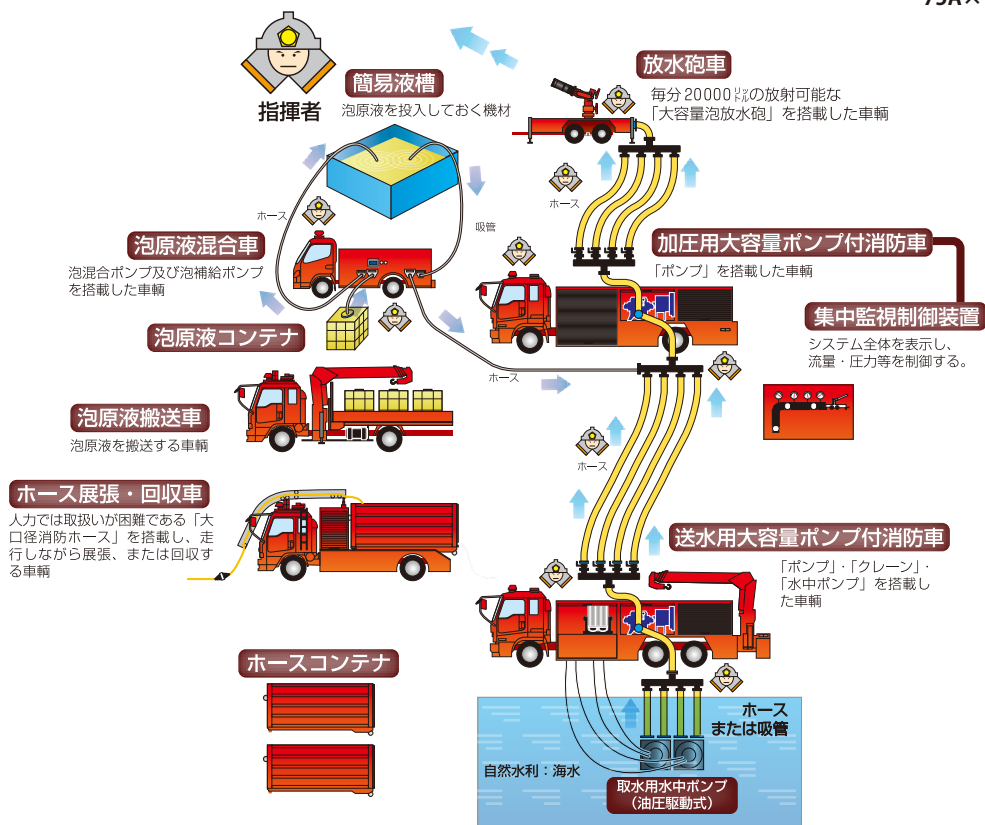 75A×
指揮者
簡易液槽
泡原液を投入しておく機材
放水砲車
毎分20000㍑の放射可能な
「大容量泡放水砲」を搭載した車輌
ホース
ホース
吸管
泡原液混合車
泡混合ポンプ及び泡補給ポンプ
を搭載した車輌
加圧用大容量ポンプ付消防車
「ポンプ」を搭載した車輌
集中監視制御装置
システム全体を表示し、
流量・圧力等を制御する。
泡原液コンテナ
ホース
泡原液搬送車
泡原液を搬送する車輌
ホース
ホース展張・回収車
人力では取扱いが困難である「大
口径消防ホース」を搭載し、走
行しながら展張、または回収す
る車輌
送水用大容量ポンプ付消防車
「ポンプ」・「クレーン」・
「水中ポンプ」を搭載し
た車輌
ホースコンテナ
ホース
または吸管
自然水利：海水
取水用水中ポンプ
（油圧駆動式）